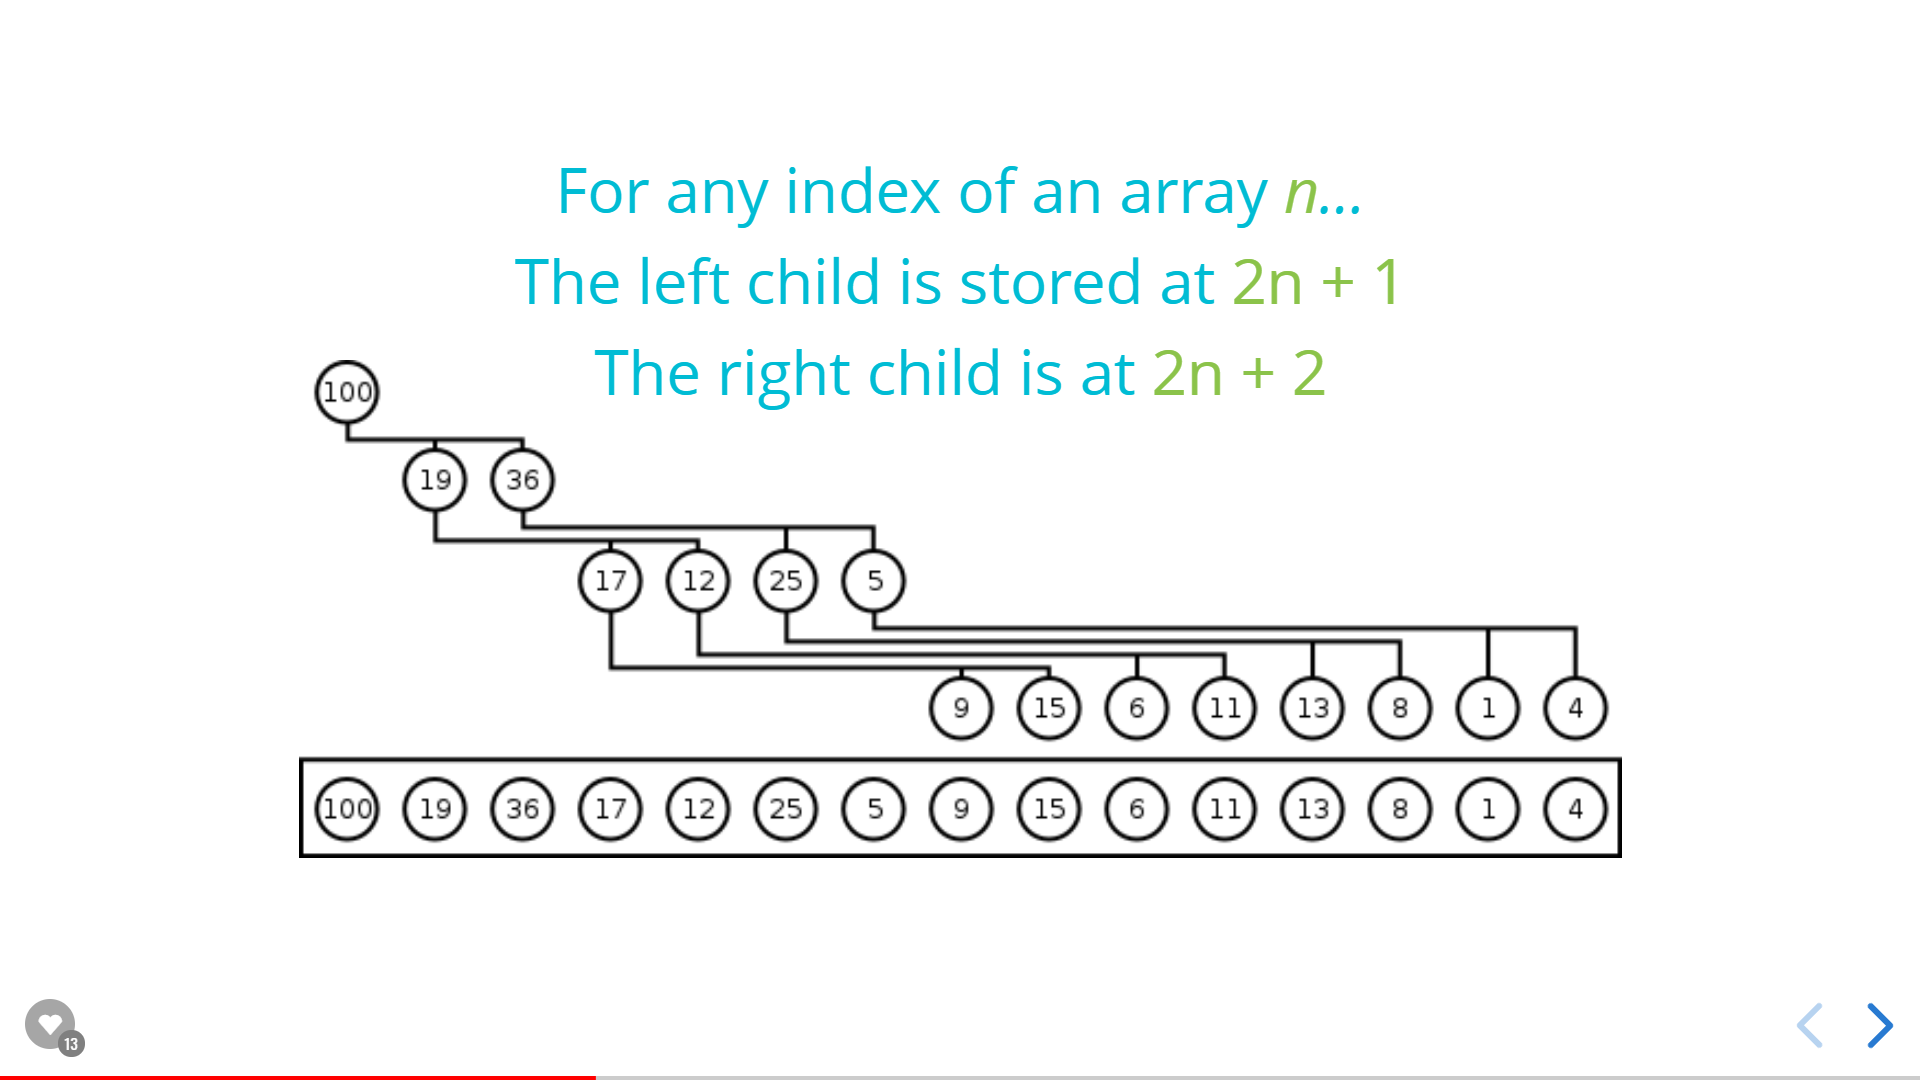 For any index of an array n...
The left child is stored at 2n + 1
The right child is at 2n + 2
100
19 36
17 12 25 5
9 15 6 11 13 8 1 4
100 19 36 17 12 25 5 9 15 6 11 13 8 1 4
13